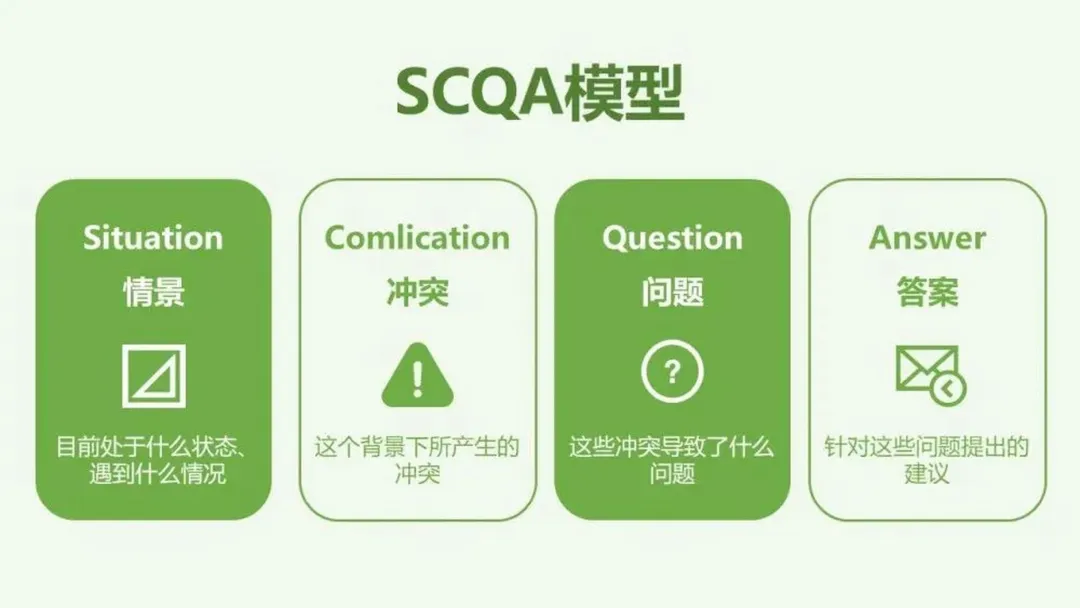 SCQA模型
Situation
情景
目前处于什么状态、
遇到什么情况
Comlication
冲突
这个背景下所产生的
冲突
Question
问题
?
这些冲突导致了什么
问题
Answer
答案
针对这些问题提出的
建议